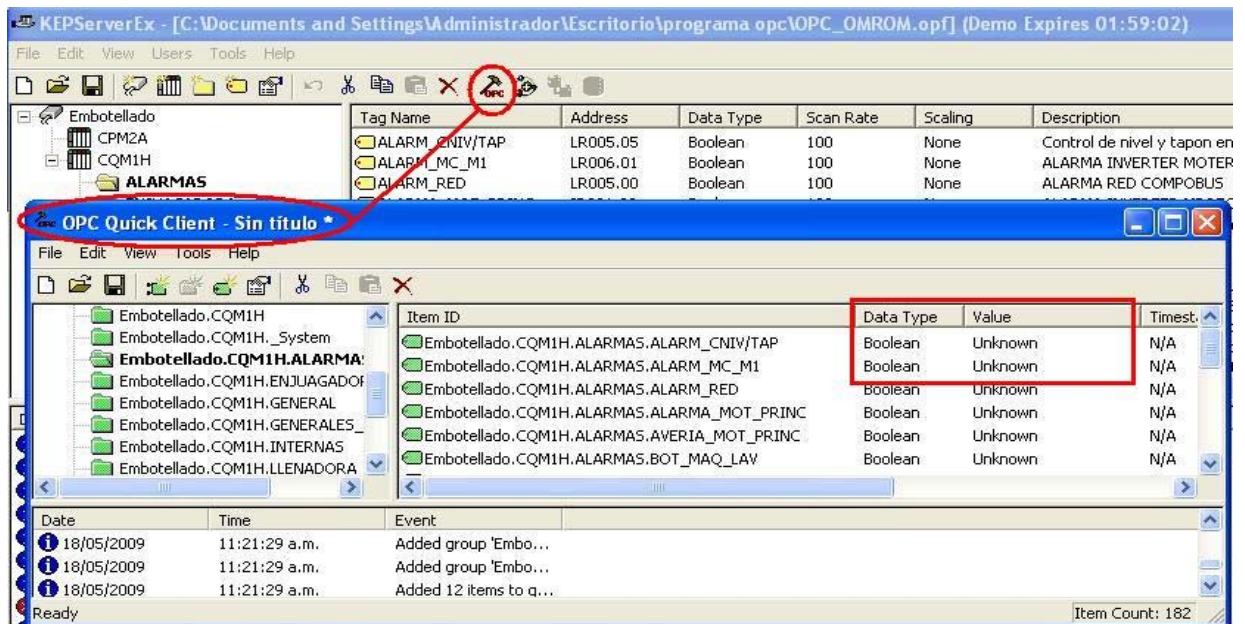 KEPServerEx - [C:\Documents and Settings\Administrador\Escritorio\programa opc\OPC_OMROM.opf] (Demo Expires 01:59:02)
File Edit View Users Tools Help
OPC
Embotellado
CPM2A
CQM1H
ALARMAS
Tag Name Address Data Type Scan Rate Scaling Description
ALARM_CNIV/TAP LR005.05 Boolean 100 None Control de nivel y tapon en
ALARM_MC_M1 LR006.01 Boolean 100 None ALARMA INVERTER MOTER
ALARM_RED LR005.00 Boolean 100 None ALARMA RED COMPOBUS
OPC Quick Client - Sin título *
File Edit View Tools Help
Embotellado.CQM1H
Embotellado.CQM1H._System
Embotellado.CQM1H.ALARMA
Embotellado.CQM1H.ENJUAGADOF
Embotellado.CQM1H.GENERAL
Embotellado.CQM1H.GENERALES_
Embotellado.CQM1H.INTERNAS
Embotellado.CQM1H.LLENADORA
Item ID Data Type Value Timest
Embotellado.CQM1H.ALARMAS.ALARM_CNIV/TAP Boolean Unknown N/A
Embotellado.CQM1H.ALARMAS.ALARM_MC_M1 Boolean Unknown N/A
Embotellado.CQM1H.ALARMAS.ALARM_RED Boolean Unknown N/A
Embotellado.CQM1H.ALARMAS.ALARMA_MOT_PRINC Boolean Unknown N/A
Embotellado.CQM1H.ALARMAS.AVERIA_MOT_PRINC Boolean Unknown N/A
Embotellado.CQM1H.ALARMAS.BOT_MAQ_LAV Boolean Unknown N/A
Date Time Event
18/05/2009 11:21:29 a.m. Added group 'Embo...
18/05/2009 11:21:29 a.m. Added group 'Embo...
18/05/2009 11:21:29 a.m. Added 12 items to g...
Ready Item Count: 182